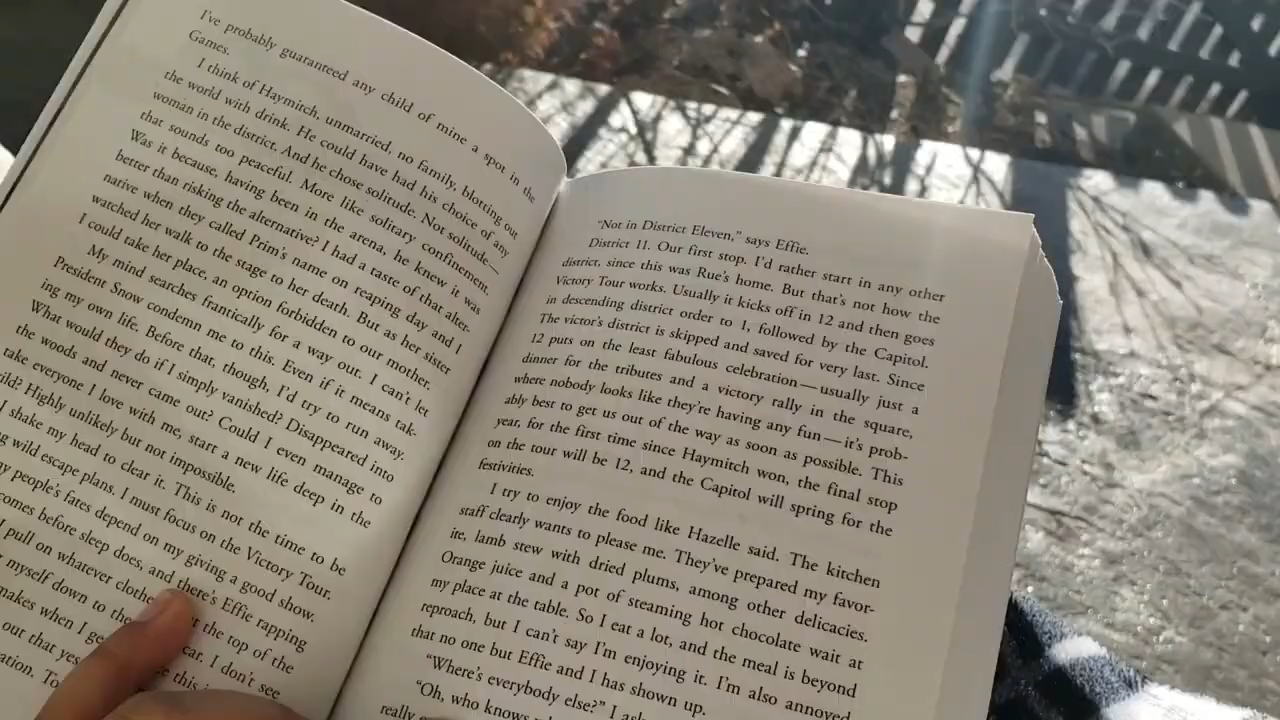 I've probably guaranteed any child of mine a spot in the
Games.
I think of Haymitch, unmarried, no family, blotting out
the world with drink. He could have had his choice of any
woman in the district. And he chose solitude. Not solitude—
that sounds too peaceful. More like solitary confinement.
Was it because, having been in the arena, he knew it was
better than risking the alternative? I had a taste of that alter-
native when they called Prim's name on reaping day and I
watched her walk to the stage to her death. But as her sister
I could take her place, an option forbidden to our mother.
My mind searches frantically for a way out. I can't let
President Snow condemn me to this. Even if it means tak-
ing my own life. Before that, though, I'd try to run away.
What would they do if I simply vanished? Disappeared into
the woods and never came out? Could I even manage to
take everyone I love with me, start a new life deep in the
Highly unlikely but not impossible.
I shake my head to clear it. This is not the time to be
wild escape plans. I must focus on the Victory Tour.
people's fates depend on my giving a good show.
comes before sleep does, and there's Effie rapping
I pull on whatever at the top of the
myself down to the car. I don't see
makes when I this
out that yes
To
"Not in District Eleven," says Effie.
District 11. Our first stop. I'd rather start in any other
district, since this was Rue's home. But that's not how the
Victory Tour works. Usually it kicks off in 12 and then goes
in descending district order to 1, followed by the Capitol.
The victor's district is skipped and saved for very last. Since
12 puts on the least fabulous celebration—usually just a
dinner for the tributes and a victory rally in the square,
where nobody looks like they're having any fun—it's prob-
ably best to get us out of the way as soon as possible. This
year, for the first time since Haymitch won, the final stop
on the tour will be 12, and the Capitol will spring for the
festivities.
I try to enjoy the food like Hazelle said. The kitchen
staff clearly wants to please me. They've prepared my favor-
ite, lamb stew with dried plums, among other delicacies.
Orange juice and a pot of steaming hot chocolate wait at
my place at the table. So I eat a lot, and the meal is beyond
reproach, but I can't say I'm enjoying it. I'm also annoyed
that no one but Effie and I has shown up.
"Where's everybody else?" I ask
"Oh, who knows
really